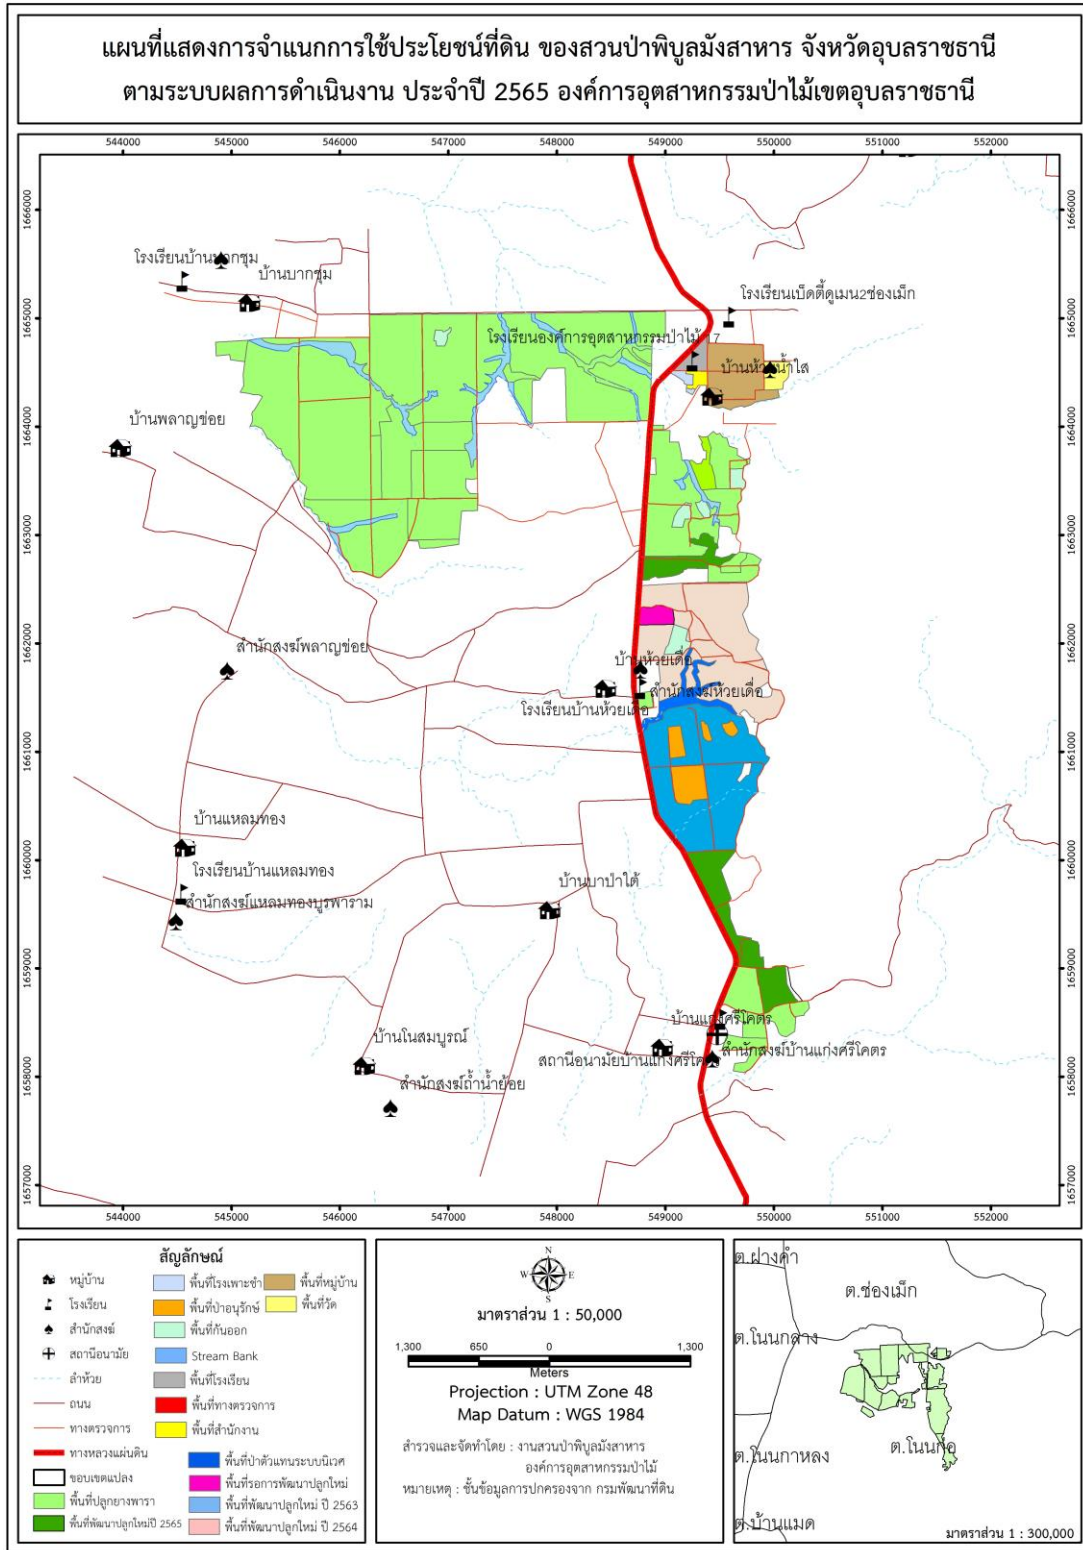 แผนที่แสดงการจำแนกการใช้ประโยชน์ที่ดิน ของสวนป่าพิบูลมังสาหาร จังหวัดอุบลราชธานี
ตามระบบผลการดำเนินงาน ประจำปี 2565 องค์การอุตสาหกรรมป่าไม้เขตอุบลราชธานี
544000 545000 546000 547000 548000 549000 550000 551000 552000
1666000 1666000
โรงเรียนบ้านบากชุม
บ้านบากชุม
โรงเรียนเบ็ตตี้ดูเมน2ช่องเม็ก
1665000 1665000
โรงเรียนองค์การอุตสาหกรรมป่าไม้ 7
บ้านห้วยน้ำใส
บ้านพลาญข่อย
1664000 1664000
1663000 1663000
1662000 1662000
สำนักสงฆ์พลาญข่อย
บ้านห้วยเดื่อ
สำนักสงฆ์ห้วยเดื่อ
โรงเรียนบ้านห้วยเดื่อ
1661000 1661000
บ้านแหลมทอง
1660000 1660000
โรงเรียนบ้านแหลมทอง
บ้านบาป่าใต้
สำนักสงฆ์แหลมทองบูรพาราม
1659000 1659000
บ้านแก่งศรีโคตร
บ้านโนสมบูรณ์
สถานีอนามัยบ้านแก่งศรีโคตร
สำนักสงฆ์บ้านแก่งศรีโคตร
สำนักสงฆ์ถ้ำน้ำย้อย
1658000 1658000
1657000 1657000
544000 545000 546000 547000 548000 549000 550000 551000 552000
สัญลักษณ์
หมู่บ้าน
โรงเรียน
สำนักสงฆ์
สถานีอนามัย
ลำห้วย
ถนน
ทางตรวจการ
ทางหลวงแผ่นดิน
ขอบเขตแปลง
พื้นที่ปลูกยางพารา
พื้นที่พัฒนาปลูกใหม่ปี 2565
พื้นที่โรงเพาะชำ
พื้นที่ป่าอนุรักษ์
พื้นที่กันออก
Stream Bank
พื้นที่โรงเรียน
พื้นที่ทางตรวจการ
พื้นที่สำนักงาน
พื้นที่ป่าตัวแทนระบบนิเวศ
พื้นที่รอการพัฒนาปลูกใหม่
พื้นที่พัฒนาปลูกใหม่ ปี 2563
พื้นที่พัฒนาปลูกใหม่ ปี 2564
พื้นที่หมู่บ้าน
พื้นที่วัด
N
W E
S
มาตราส่วน 1 : 50,000
1,300 650 0 1,300
Meters
Projection : UTM Zone 48
Map Datum : WGS 1984
สำรวจและจัดทำโดย : งานสวนป่าพิบูลมังสาหาร
องค์การอุตสาหกรรมป่าไม้
หมายเหตุ : ชั้นข้อมูลการปกครองจาก กรมพัฒนาที่ดิน
ต.ฝางคำ
ต.ช่องเม็ก
ต.โนนกลาง
ต.โนนก่อ
ต.โนนกาหลง
ต.บ้านแมด
มาตราส่วน 1 : 300,000